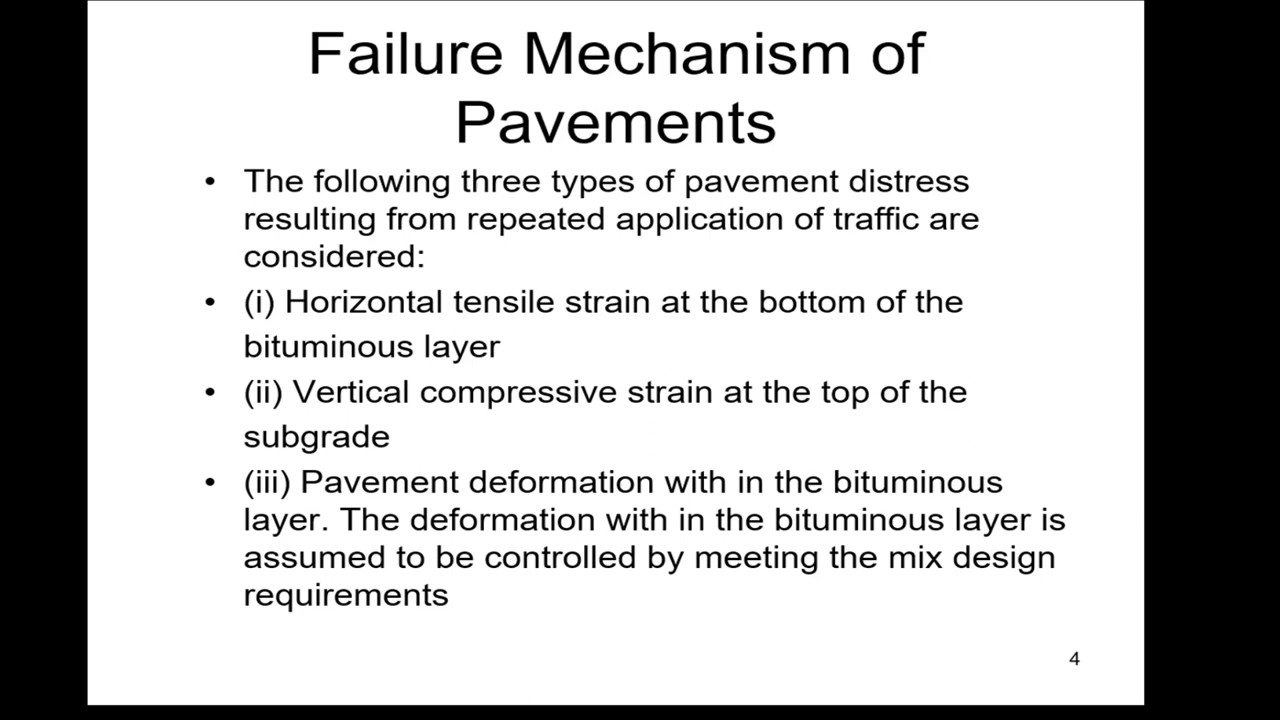 Failure Mechanism of
Pavements
• The following three types of pavement distress
resulting from repeated application of traffic are
considered:
• (i) Horizontal tensile strain at the bottom of the
bituminous layer
• (ii) Vertical compressive strain at the top of the
subgrade
• (iii) Pavement deformation with in the bituminous
layer. The deformation with in the bituminous layer is
assumed to be controlled by meeting the mix design
requirements
4